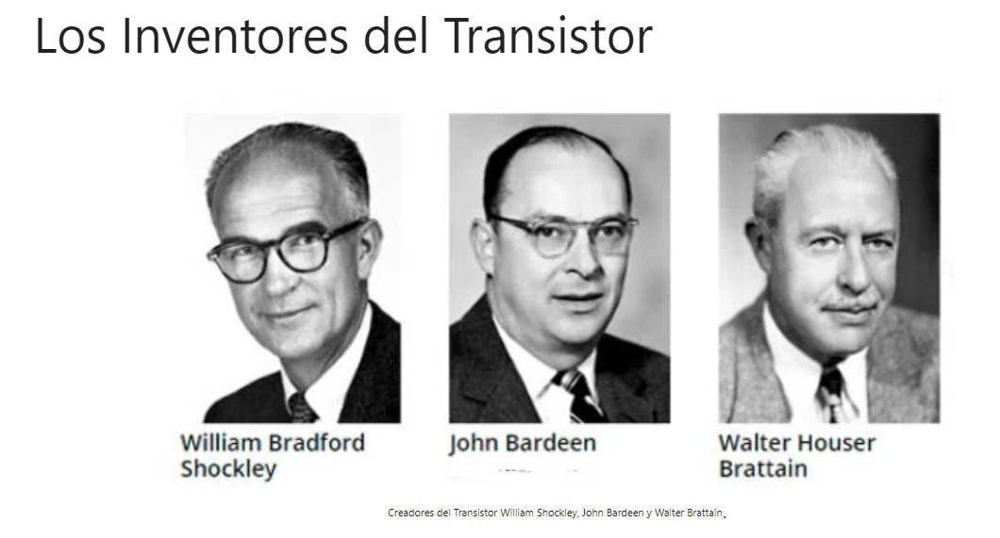 Los Inventores del Transistor
William Bradford
Shockley
John Bardeen
Walter Houser
Brattain
Creadores del Transistor William Shockley, John Bardeen y Walter Brattain.